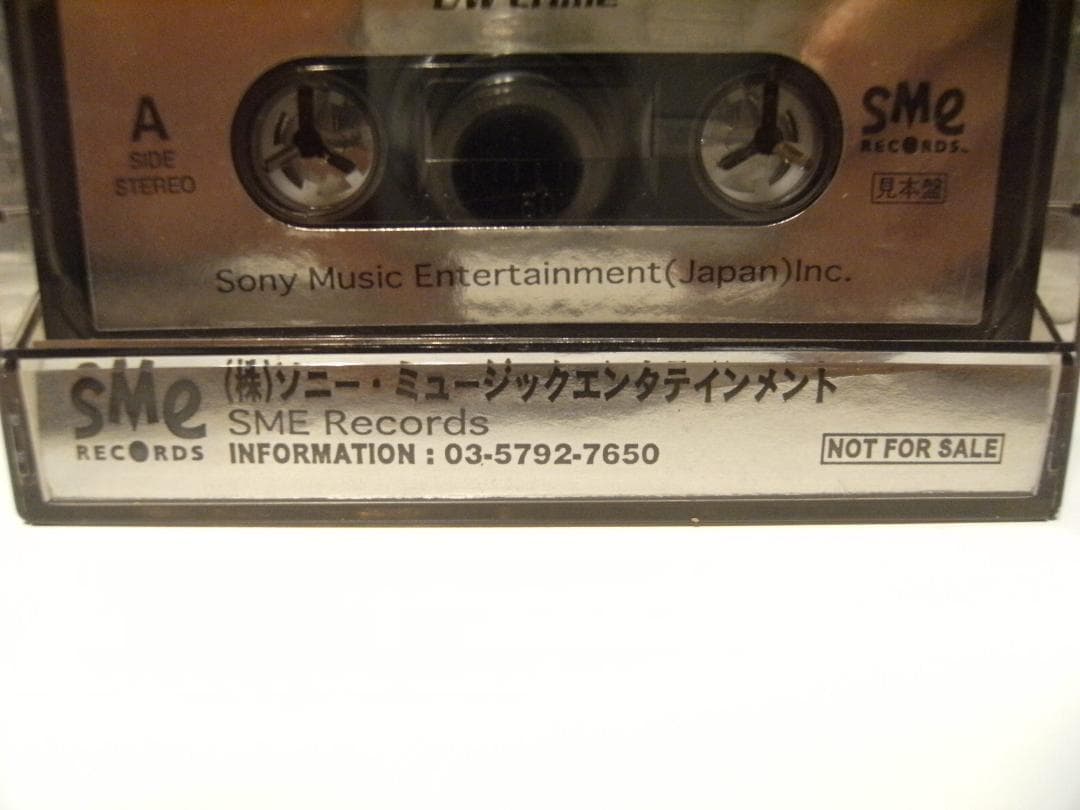 A
SIDE
STEREO
SMe
RECORDS
見本盤
Sony Music Entertainment(Japan)Inc.
SMe
RECORDS
(株)ソニー・ミュージックエンタテインメント
SME Records
INFORMATION : 03-5792-7650
NOT FOR SALE